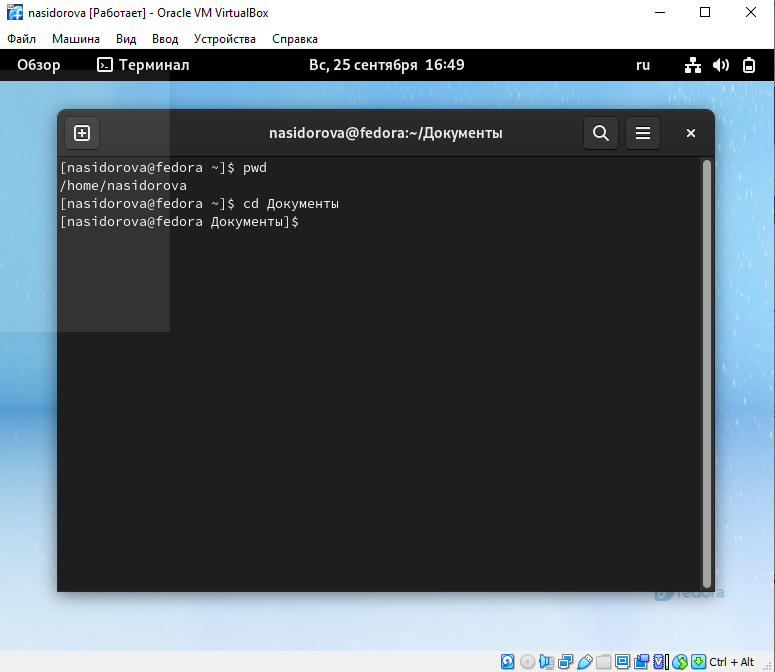 nasidorova [Работает] - Oracle VM VirtualBox
Файл Машина Вид Ввод Устройства Справка
Обзор Терминал Вс, 25 сентября 16:49 ru
nasidorova@fedora:~/Документы
[nasidorova@fedora ~]$ pwd
/home/nasidorova
[nasidorova@fedora ~]$ cd Документы
[nasidorova@fedora Документы]$
fedora
Ctrl + Alt